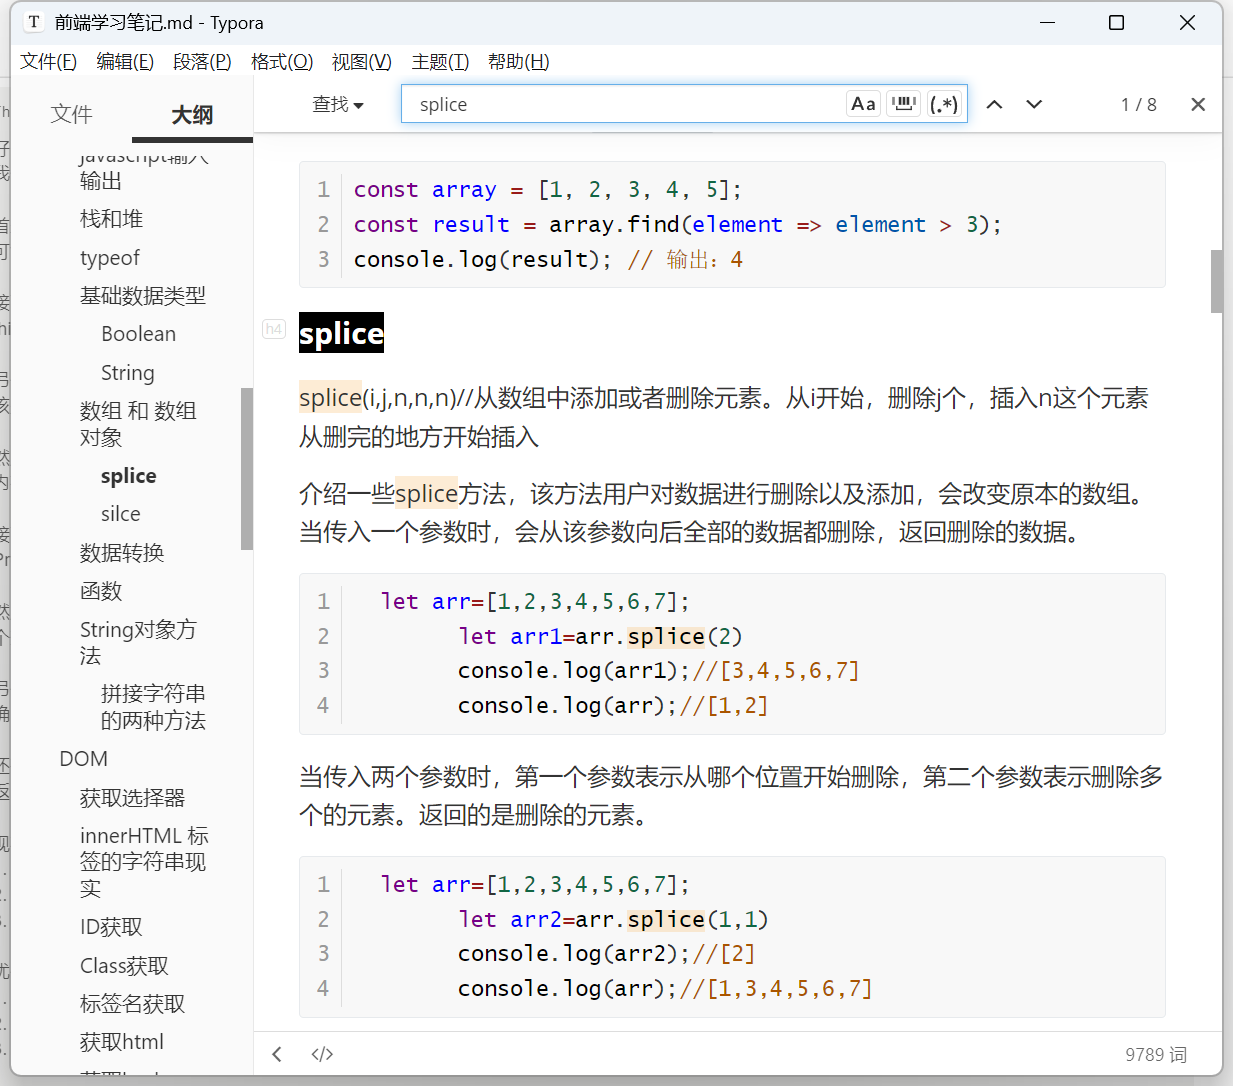 前端学习笔记.md - Typora
文件(F) 编辑(E) 段落(P) 格式(O) 视图(V) 主题(T) 帮助(H)
文件 大纲
查找 splice Aa (.*) 1 / 8
javascript输入
输出
栈和堆
typeof
基础数据类型
Boolean
String
数组 和 数组
对象
splice
silce
数据转换
函数
String对象方
法
拼接字符串
的两种方法
DOM
获取选择器
innerHTML 标
签的字符串现
实
ID获取
Class获取
标签名获取
获取html
1 const array = [1, 2, 3, 4, 5];
2 const result = array.find(element => element > 3);
3 console.log(result); // 输出：4
h4 splice
splice(i,j,n,n,n)//从数组中添加或者删除元素。从i开始，删除j个，插入n这个元素
从删完的地方开始插入
介绍一些splice方法，该方法用户对数据进行删除以及添加，会改变原本的数组。
当传入一个参数时，会从该参数向后全部的数据都删除，返回删除的数据。
1 let arr=[1,2,3,4,5,6,7];
2 let arr1=arr.splice(2)
3 console.log(arr1);//[3,4,5,6,7]
4 console.log(arr);//[1,2]
当传入两个参数时，第一个参数表示从哪个位置开始删除，第二个参数表示删除多
个的元素。返回的是删除的元素。
1 let arr=[1,2,3,4,5,6,7];
2 let arr2=arr.splice(1,1)
3 console.log(arr2);//[2]
4 console.log(arr);//[1,3,4,5,6,7]
</> 9789 词